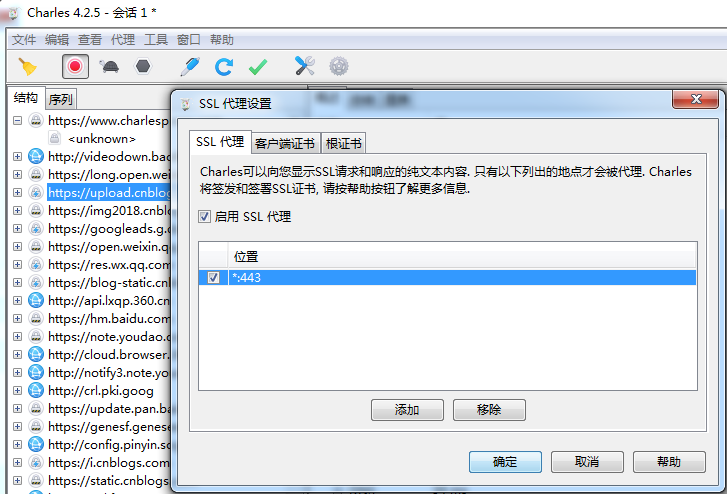 Charles 4.2.5 - 会话 1 *
文件 编辑 查看 代理 工具 窗口 帮助
结构 序列
https://www.charlesp
<unknown>
http://videodown.bac
https://long.open.wei
https://upload.cnblog
https://img2018.cnblo
https://googleads.g.d
https://open.weixin.qq
https://res.wx.qq.com
https://blog-static.cnb
http://api.lxqp.360.cn
https://hm.baidu.com
https://note.youdao.c
http://cloud.browser.
http://notify3.note.yo
http://crl.pki.goog
https://update.pan.ba
https://genesf.genese
http://config.pinyin.so
https://i.cnblogs.com
https://static.cnblogs
SSL 代理设置
SSL 代理 客户端证书 根证书
Charles可以向您显示SSL请求和响应的纯文本内容. 只有以下列出的地点才会被代理. Charles
将签发和签署SSL证书, 请按帮助按钮了解更多信息.
启用 SSL 代理
位置
*:443
添加 移除
确定 取消 帮助